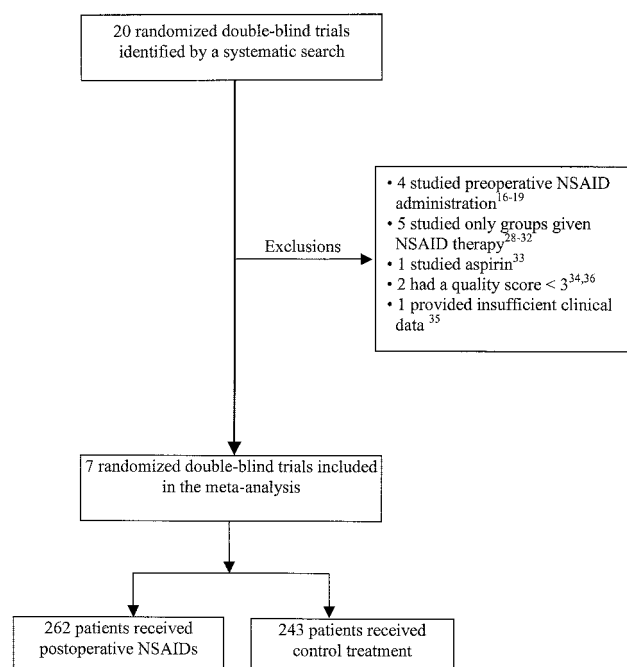 20 randomized double-blind trials
identified by a systematic search
• 4 studied preoperative NSAID
administration16-19
• 5 studied only groups given
NSAID therapy28-32
• 1 studied aspirin33
• 2 had a quality score < 334,36
• 1 provided insufficient clinical
data 35
Exclusions
7 randomized double-blind trials included
in the meta-analysis
262 patients received
postoperative NSAIDs
243 patients received
control treatment